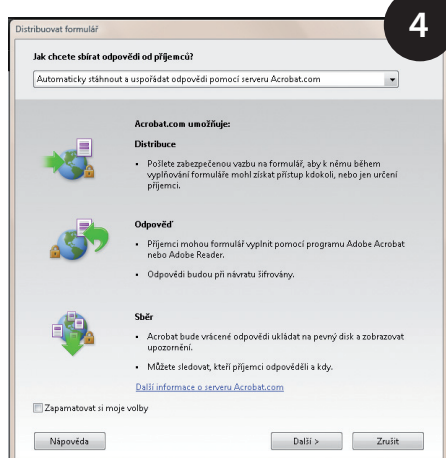 4
Distribuovat formulář
Jak chcete sbírat odpovědi od příjemců?
Automaticky stáhnout a uspořádat odpovědi pomocí serveru Acrobat.com
Acrobat.com umožňuje:
Distribuce
• Pošlete zabezpečenou vazbu na formulář, aby k němu během
vyplňování formuláře mohl získat přístup kdokoli, nebo jen určení
příjemci.
Odpověď
• Příjemci mohou formulář vyplnit pomocí programu Adobe Acrobat
nebo Adobe Reader.
• Odpovědi budou při návratu šifrovány.
Sběr
• Acrobat bude vrácené odpovědi ukládat na pevný disk a zobrazovat
upozornění.
• Můžete sledovat, kteří příjemci odpověděli a kdy.
Další informace o serveru Acrobat.com
Zapamatovat si moje volby
Nápověda
Další >
Zrušit